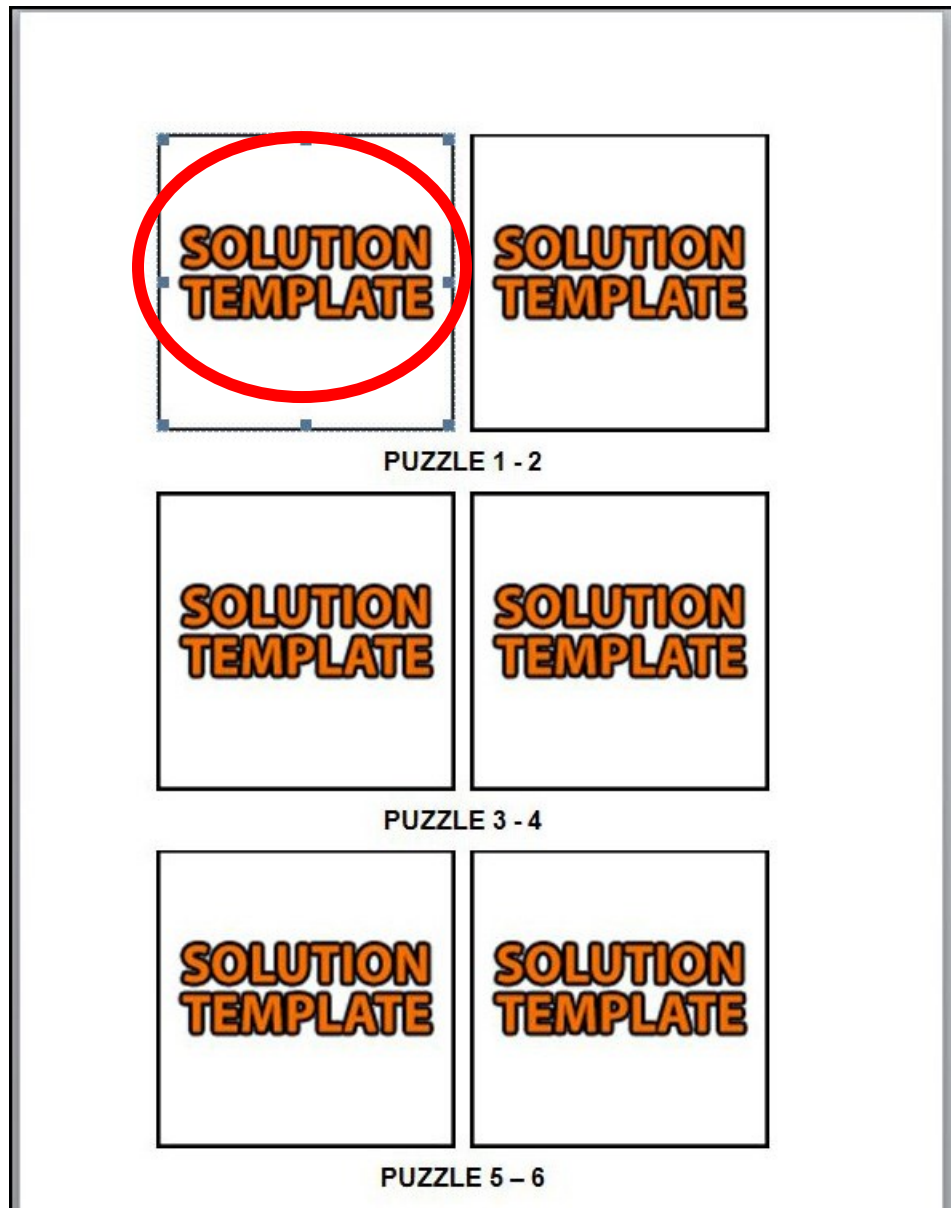 SOLUTION
TEMPLATE
SOLUTION
TEMPLATE
PUZZLE 1 - 2
SOLUTION
TEMPLATE
SOLUTION
TEMPLATE
PUZZLE 3 - 4
SOLUTION
TEMPLATE
SOLUTION
TEMPLATE
PUZZLE 5 – 6